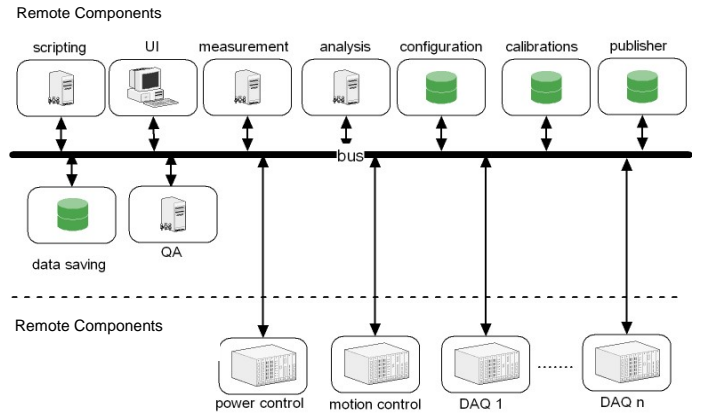 Remote Components
scripting UI measurement analysis configuration calibrations publisher
bus
data saving QA
Remote Components
power control motion control DAQ 1 ........ DAQ n